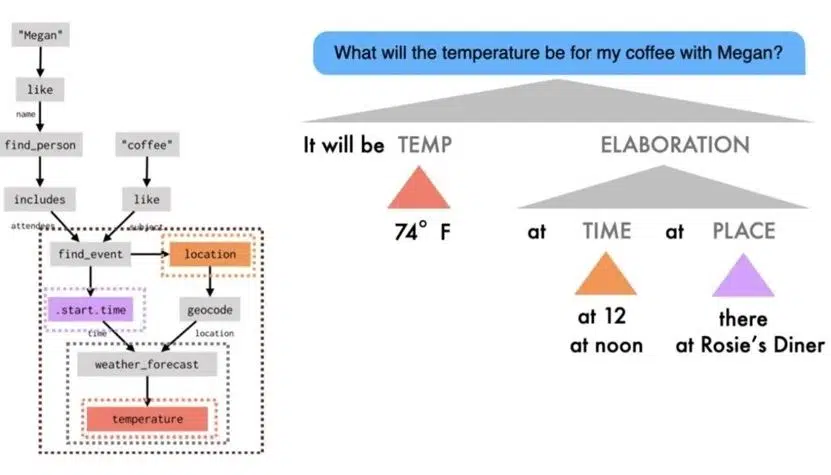 "Megan"
like
name
find_person
"coffee"
includes
like
attendees
subject
find_event
location
.start.time
geocode
time
location
weather_forecast
temperature
What will the temperature be for my coffee with Megan?
It will be TEMP
ELABORATION
74° F
at TIME at PLACE
at 12
at noon
there
at Rosie's Diner